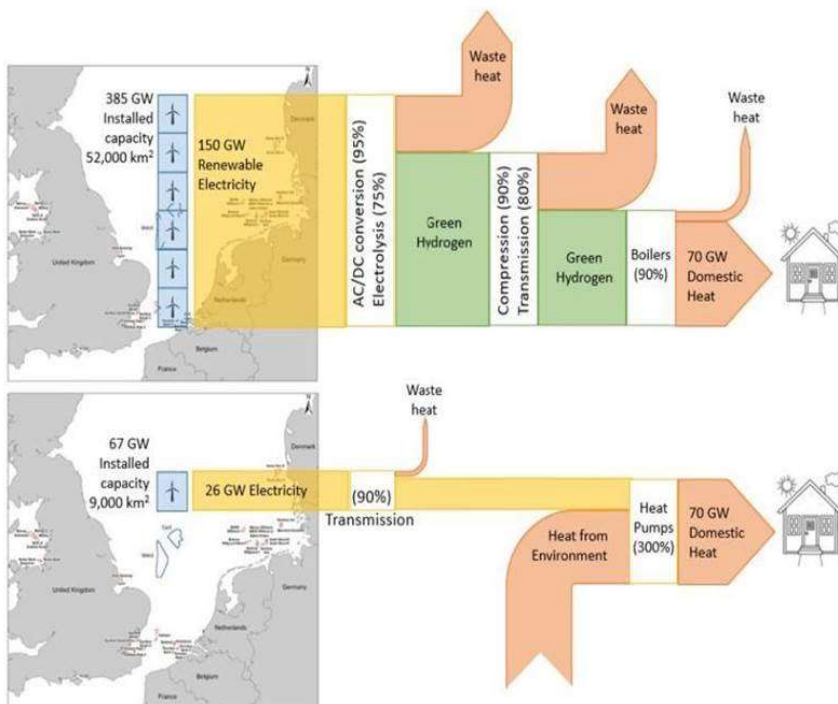 385 GW
Installed
capacity
52,000 km²
150 GW
Renewable
Electricity
AC/DC conversion (95%)
Electrolysis (75%)
Waste
heat
Green
Hydrogen
Compression (90%)
Transmission (80%)
Waste
heat
Green
Hydrogen
Boilers
(90%)
Waste
heat
70 GW
Domestic
Heat
Denmark
United Kingdom
Netherlands
Germany
Belgium
France
67 GW
Installed
capacity
9,000 km²
26 GW Electricity
(90%)
Transmission
Waste
heat
Heat from
Environment
Heat
Pumps
(300%)
70 GW
Domestic
Heat
Denmark
United Kingdom
Netherlands
Germany
Belgium
France